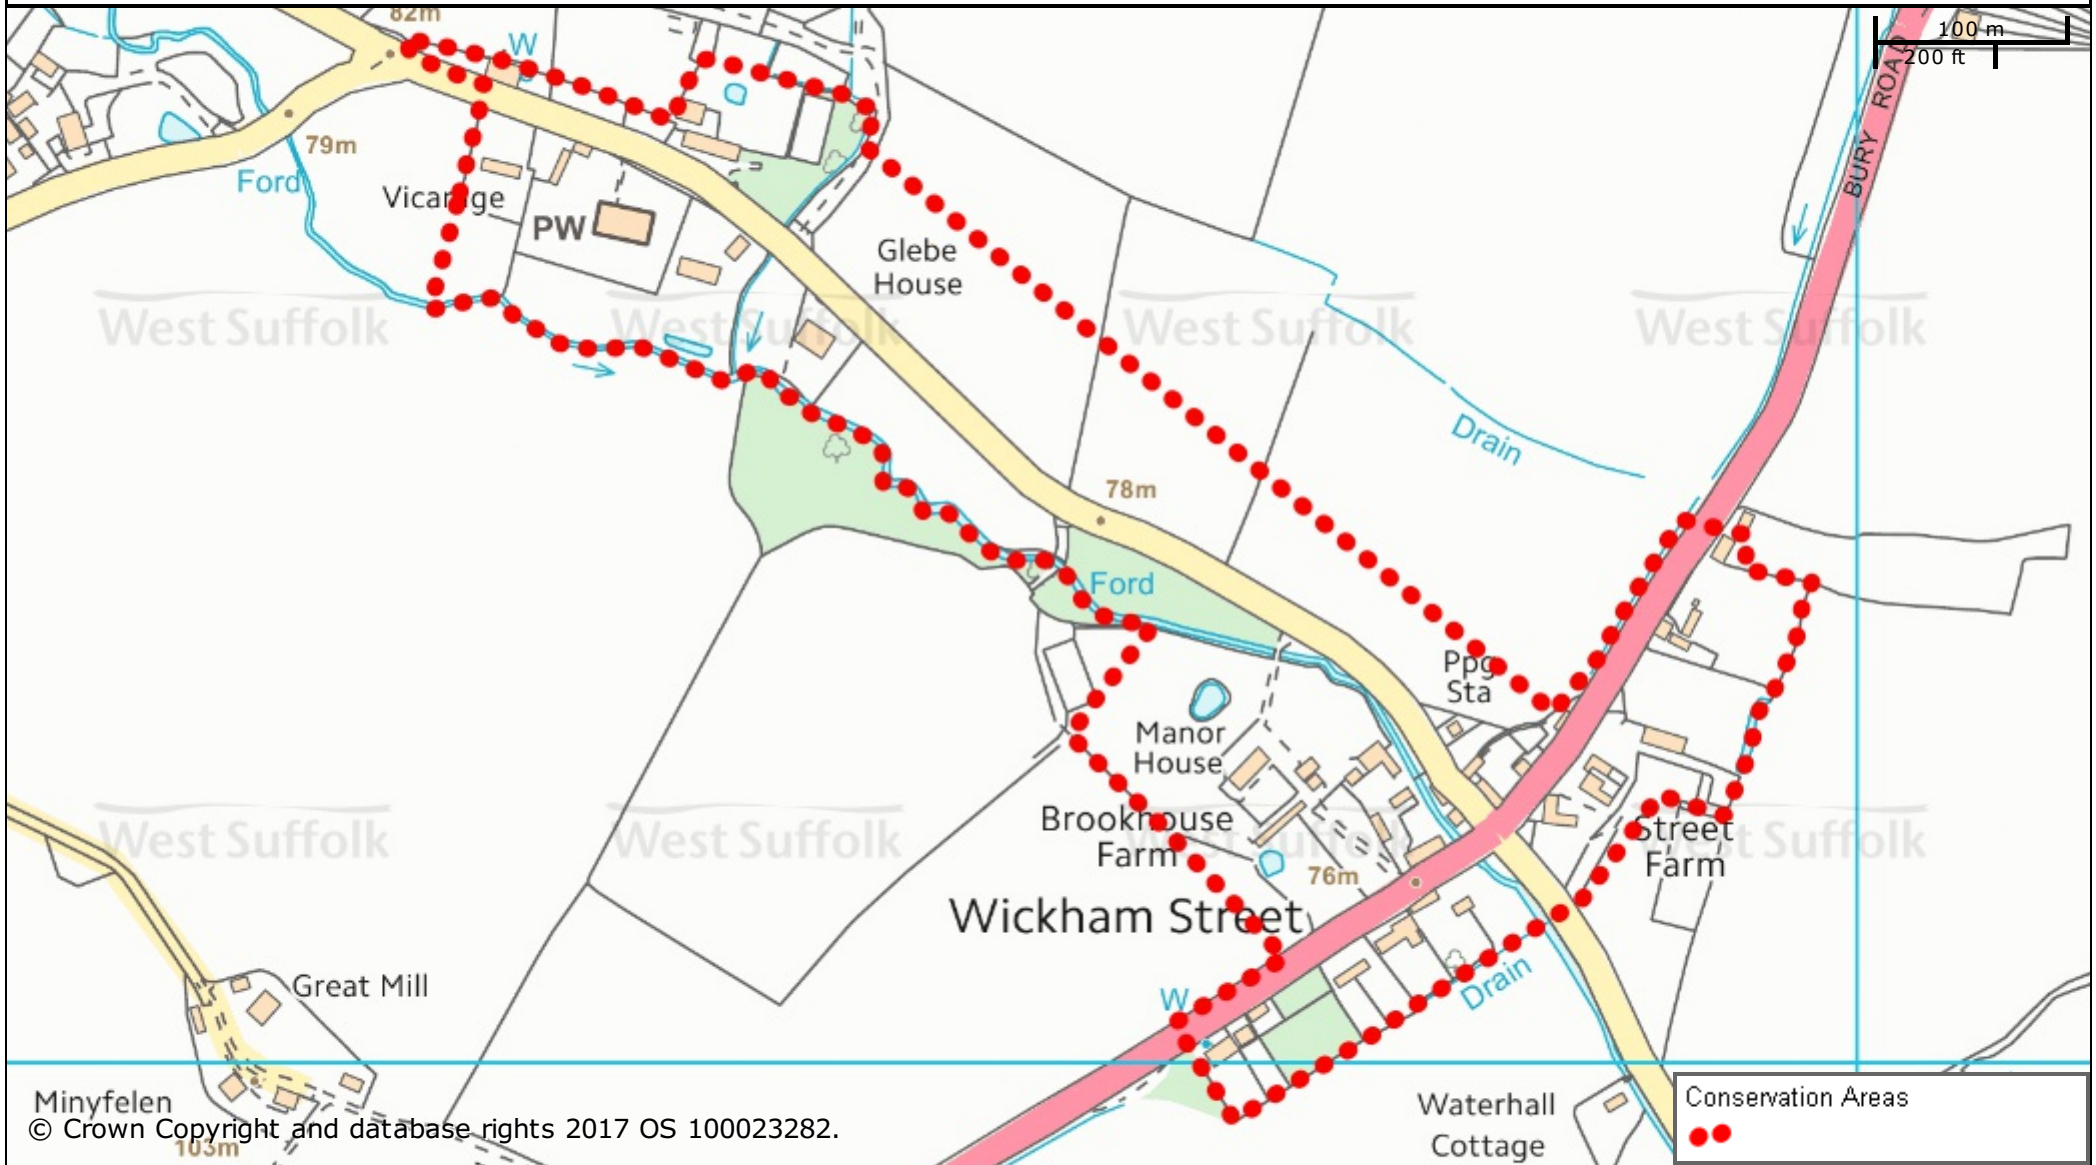 82m
W
100 m
200 ft
BURY ROAD
79m
Ford
Vicarage
PW
Glebe
House
West Suffolk
West Suffolk
West Suffolk
West Suffolk
Drain
78m
Ford
Ppg
Sta
Manor
House
Brookhouse
Farm
West Suffolk
West Suffolk
West Suffolk
West Suffolk
Street
Farm
76m
Wickham Street
Drain
Great Mill
W
Minyfelen
103m
© Crown Copyright and database rights 2017 OS 100023282.
Waterhall
Cottage
Conservation Areas